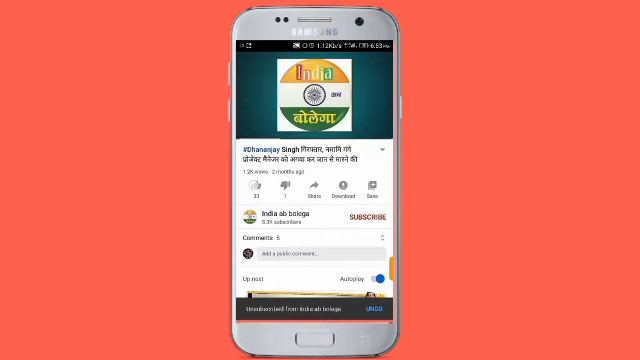 SAMSUNG
1.12Kb/s 6:53PM
India
अब
बोलेगा
#Dhananjay Singh गिरफ्तार, नमामि गंगे
प्रोजेक्ट मैनेजर को अगवा कर जान से मारने की
1.2K views · 2 months ago
33 1 Share Download Save
India ab bolega
8.3K subscribers
SUBSCRIBE
Comments 5
Add a public comment...
Up next Autoplay
Unsubscribed from India ab bolega UNDO